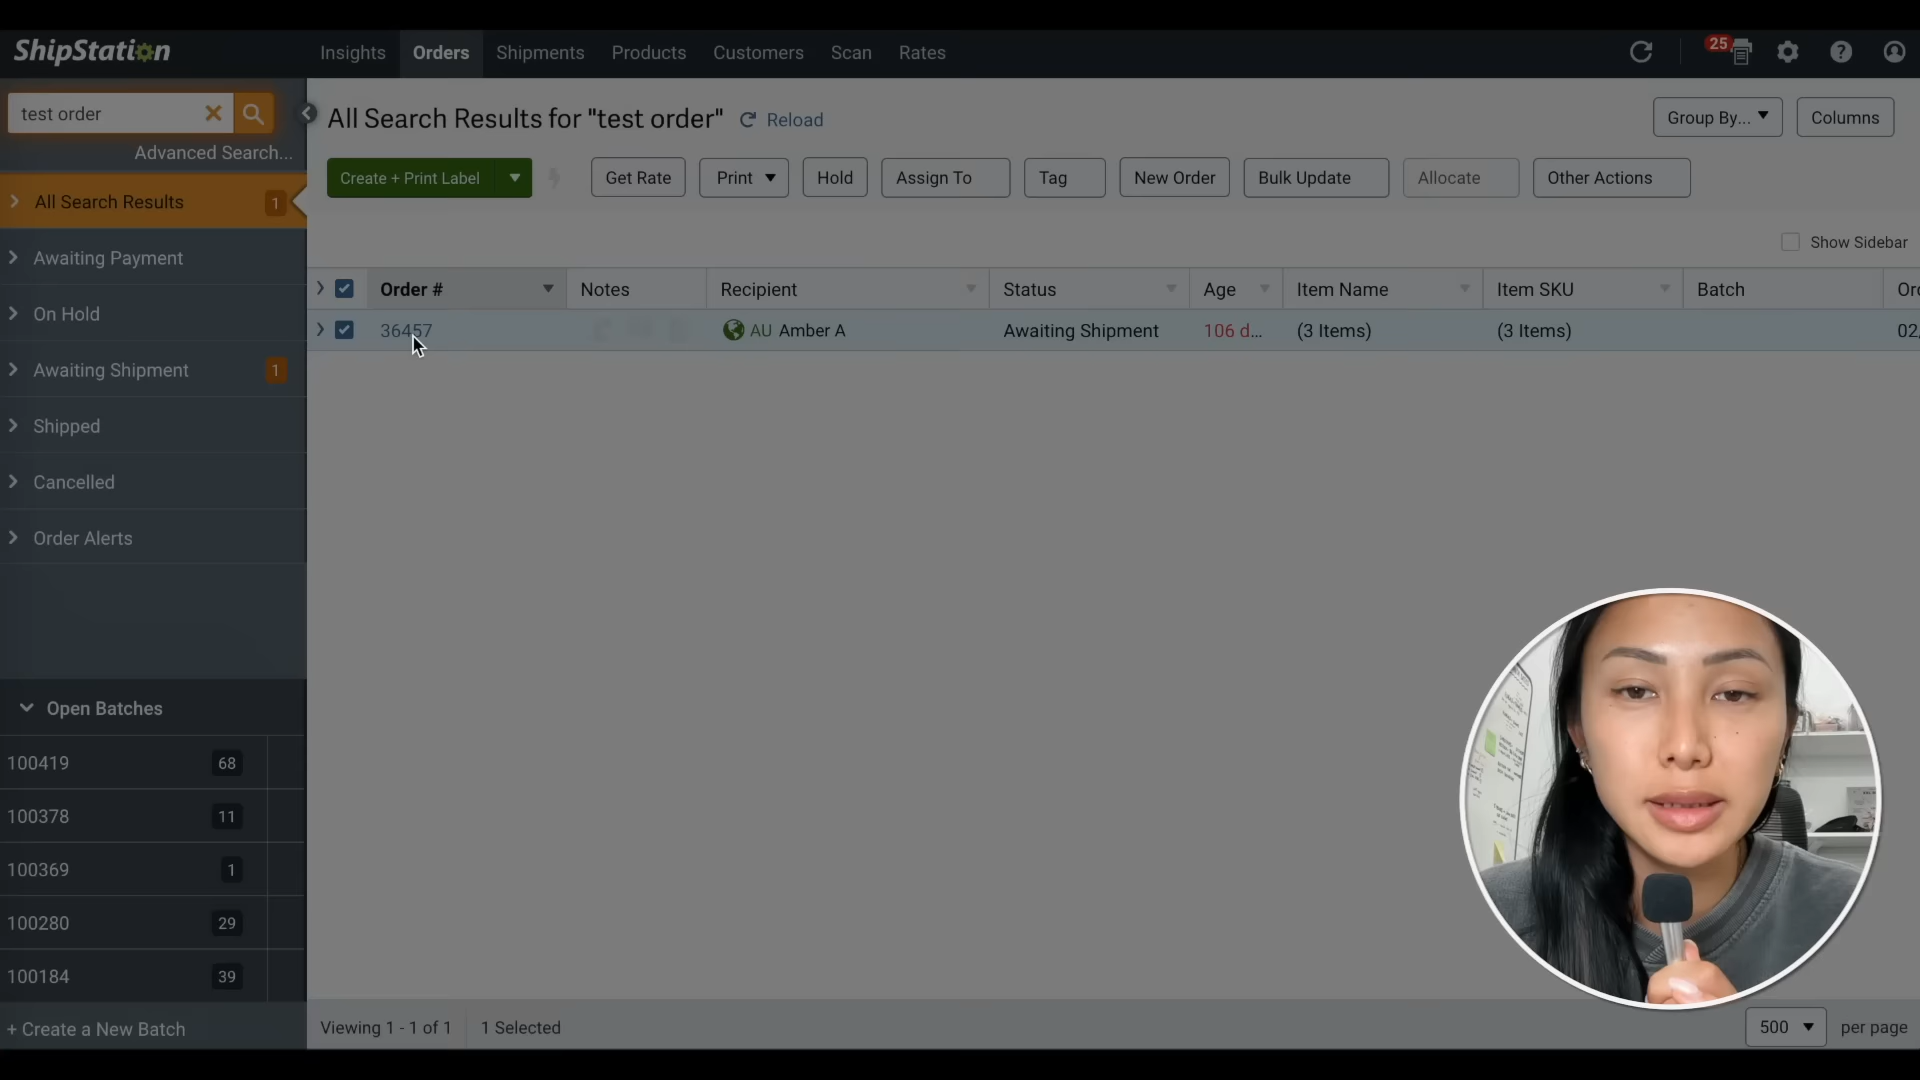 ShipStation
Insights Orders Shipments Products Customers Scan Rates
25
test order
Advanced Search...
All Search Results 1
Awaiting Payment
On Hold
Awaiting Shipment 1
Shipped
Cancelled
Order Alerts
Open Batches
100419 68
100378 11
100369 1
100280 29
100184 39
+ Create a New Batch
All Search Results for "test order" Reload
Group By... Columns
Create + Print Label Get Rate Print Hold Assign To Tag New Order Bulk Update Allocate Other Actions
Show Sidebar
Order # Notes Recipient Status Age Item Name Item SKU Batch Ord
36457 AU Amber A Awaiting Shipment 106 d... (3 Items) (3 Items) 02,
Viewing 1 - 1 of 1 1 Selected
500 per page